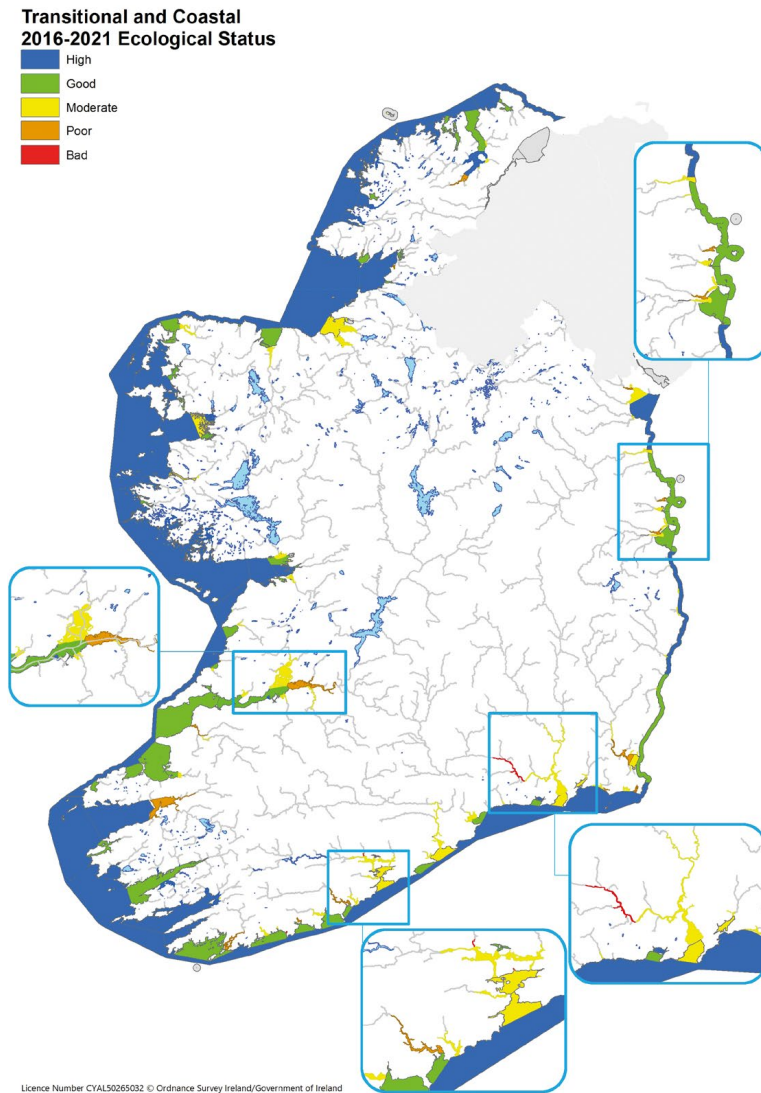 Transitional and Coastal
2016-2021 Ecological Status
High
Good
Moderate
Poor
Bad
Licence Number CYAL50265032 © Ordnance Survey Ireland/Government of Ireland